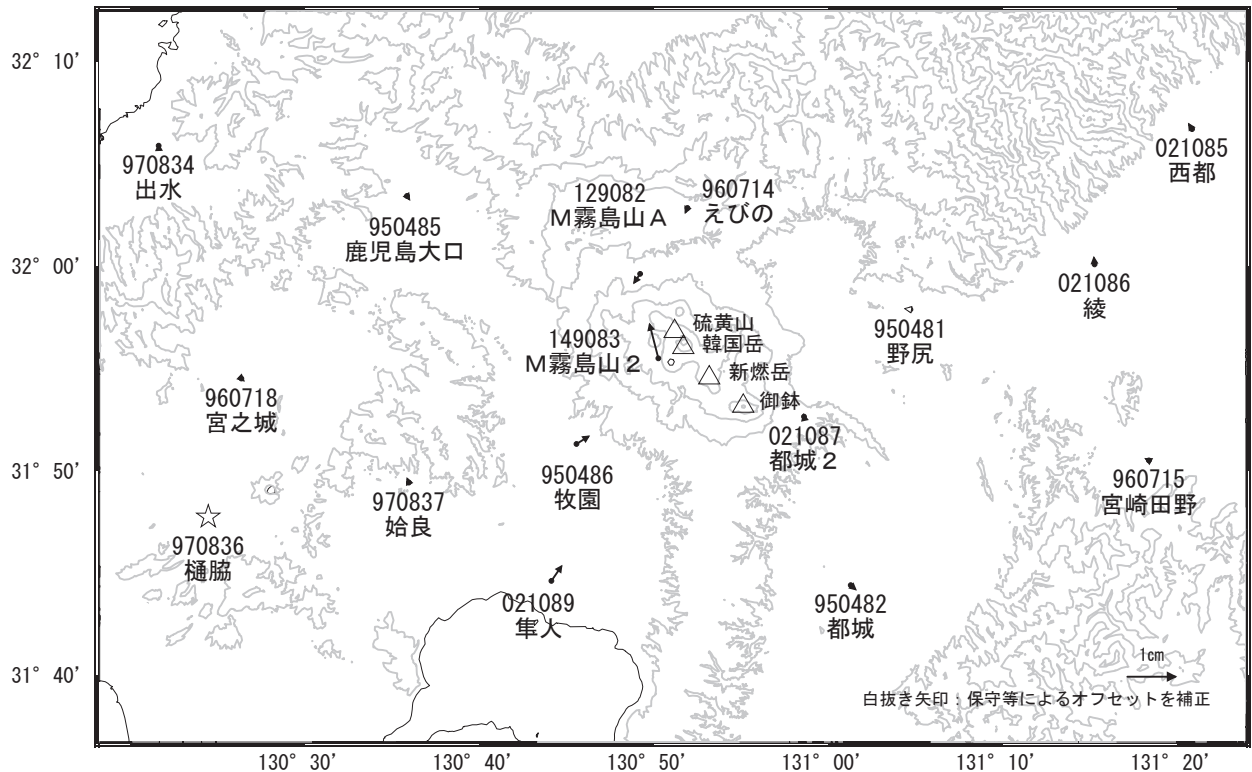 32° 10'
021085
西都
970834
出水
129082
M霧島山A
960714
えびの
950485
鹿児島大口
32° 00'
021086
綾
硫黄山
韓国岳
149083
M霧島山2
950481
野尻
新燃岳
御鉢
960718
宮之城
021087
都城2
31° 50'
950486
牧園
960715
宮崎田野
970837
姶良
970836
樋脇
021089
隼人
950482
都城
31° 40'
1cm
白抜き矢印：保守等によるオフセットを補正
130° 30'
130° 40'
130° 50'
131° 00'
131° 10'
131° 20'